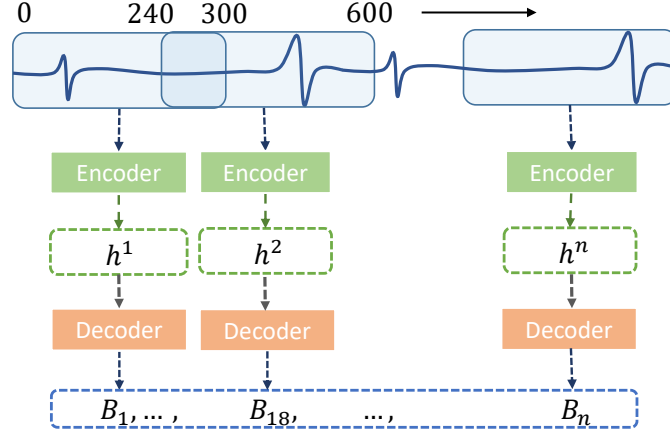 0 240 300 600
Encoder Encoder Encoder
h¹ h² hⁿ
Decoder Decoder Decoder
B₁, ... , B₁₈, ..., Bₙ